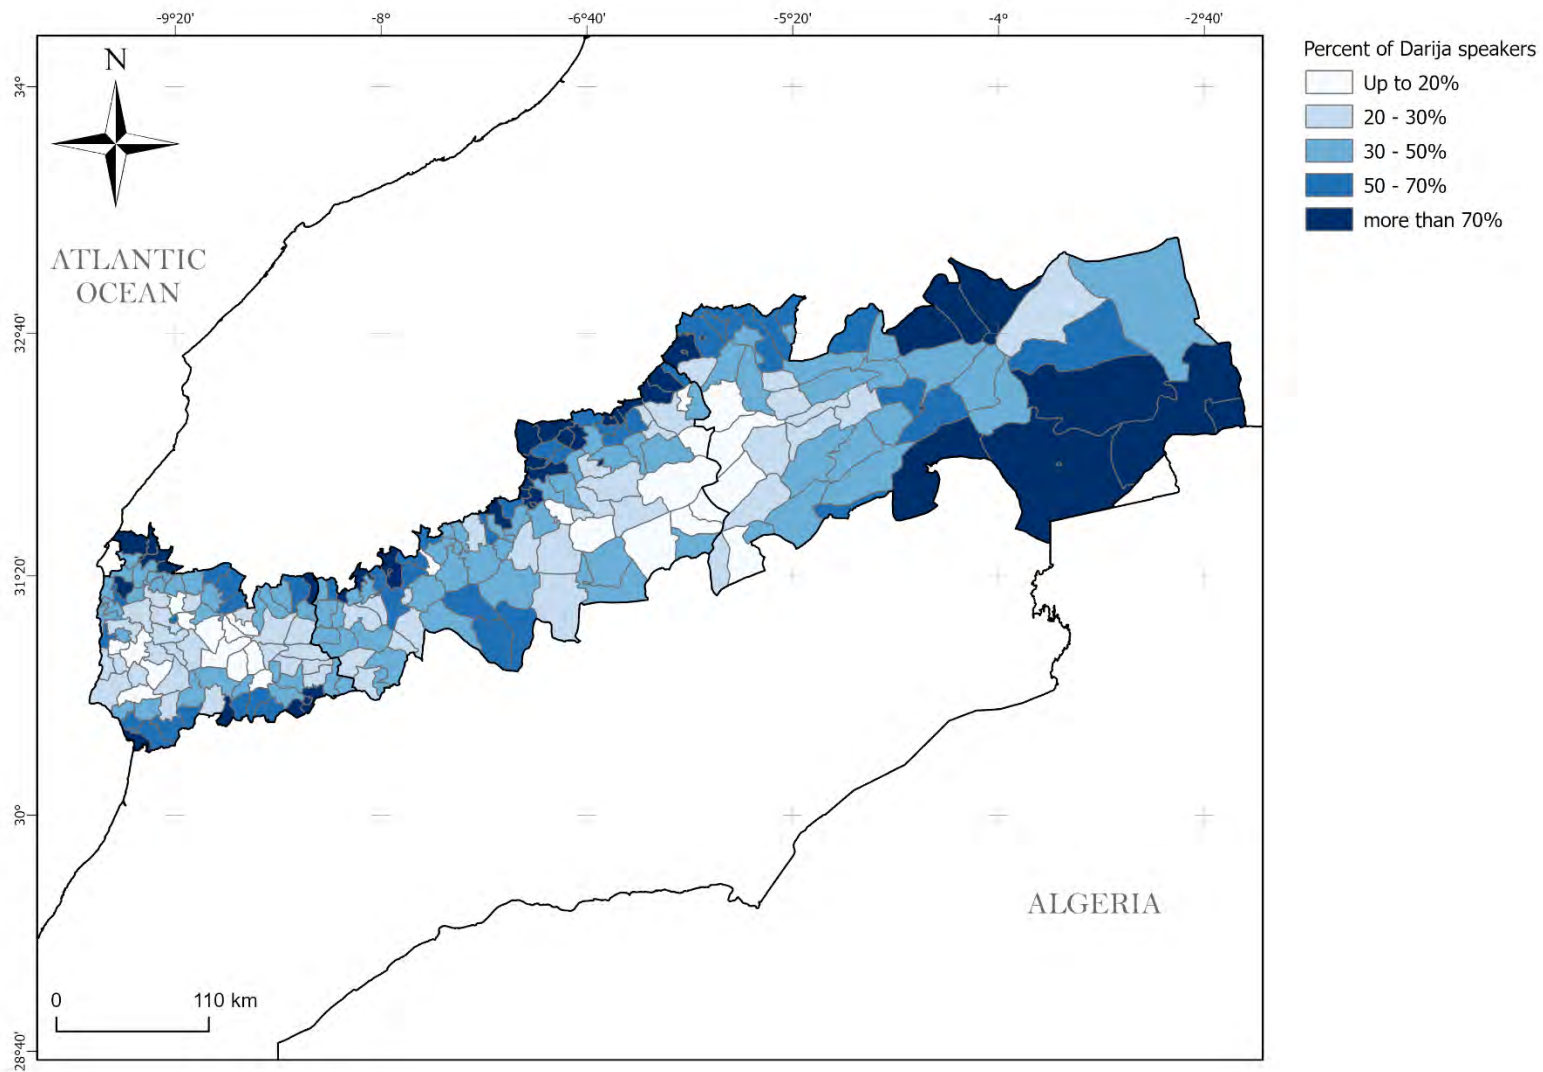 -9°20'
-8°
-6°40'
-5°20'
-4°
-2°40'
N
34°
32°40'
31°20'
30°
28°40'
ATLANTIC
OCEAN
ALGERIA
0
110 km
Percent of Darija speakers
Up to 20%
20 - 30%
30 - 50%
50 - 70%
more than 70%